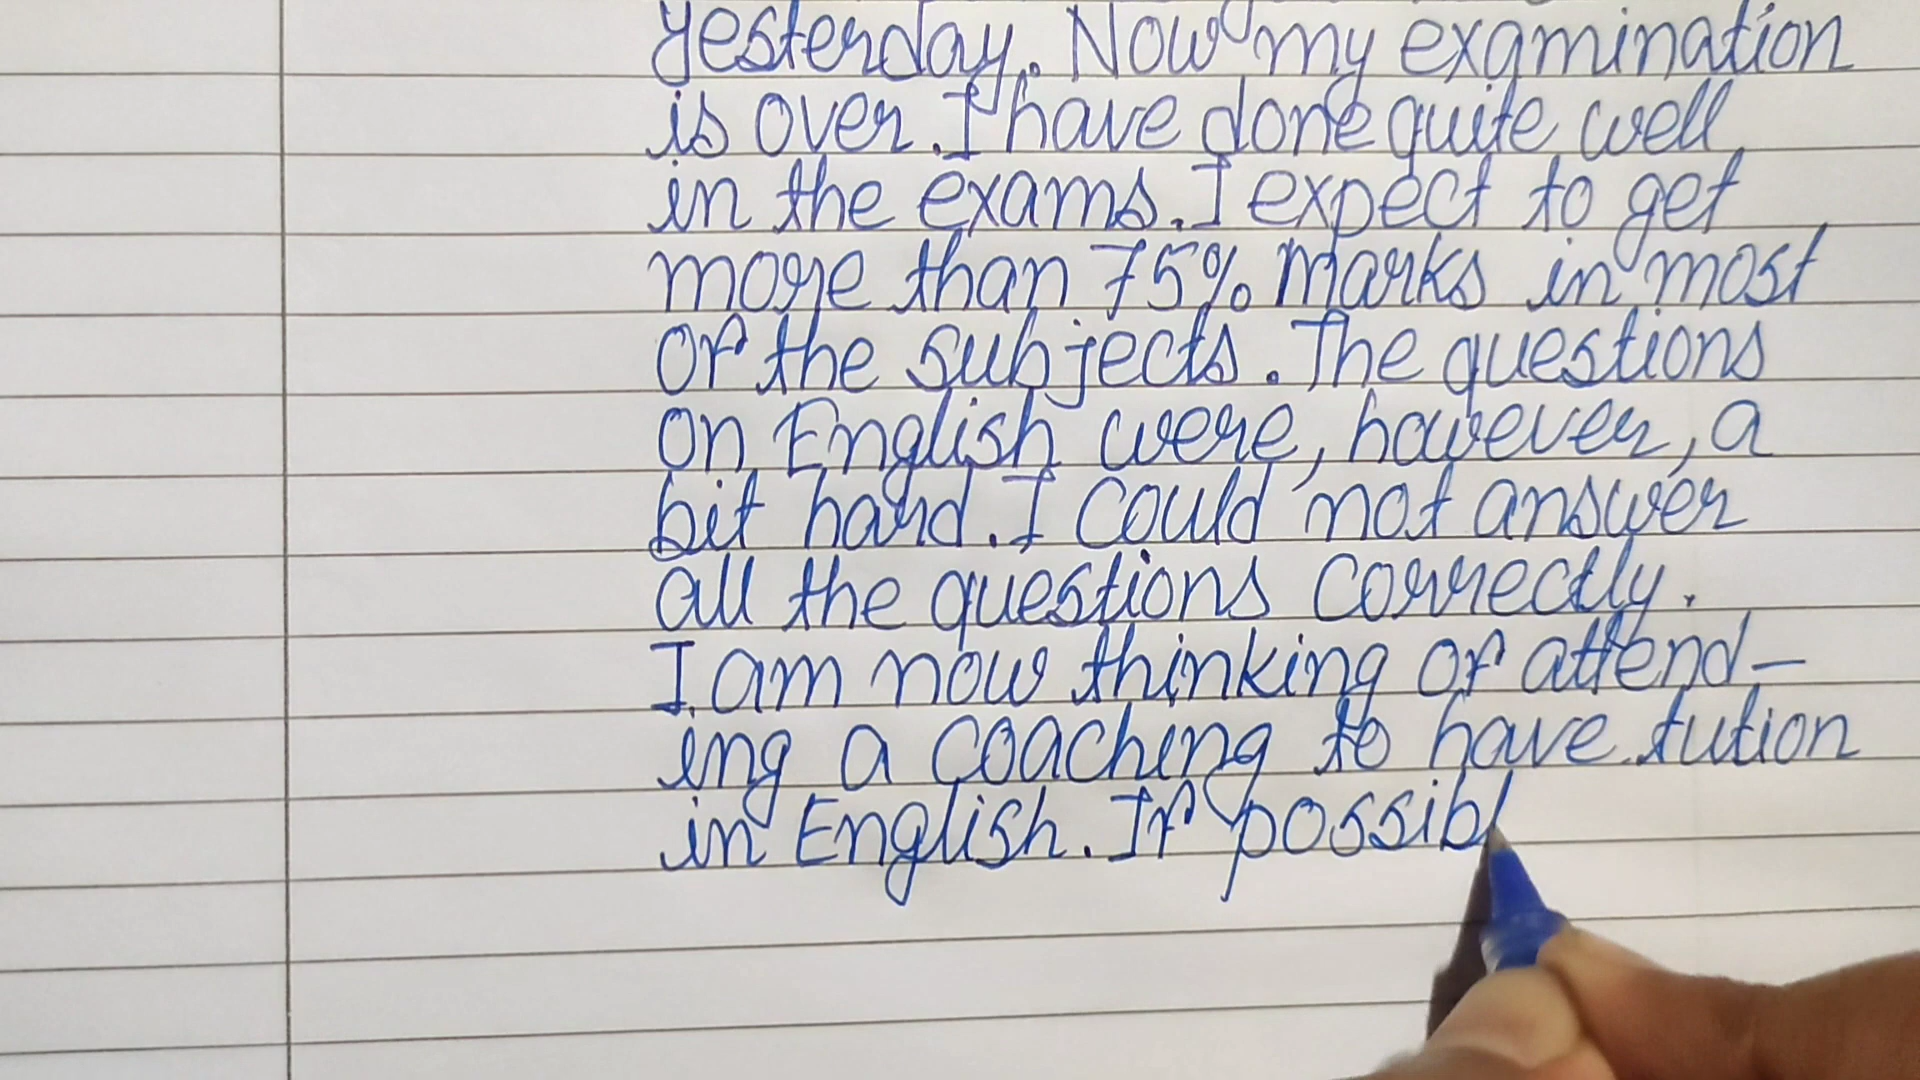 yesterday. Now my examination
is over. I have done quite well
in the exams. I expect to get
more than 75% marks in most
of the subjects. The questions
on English were, however, a
bit hard. I could not answer
all the questions correctly.
I am now thinking of attend-
ing a coaching to have tution
in English. If possibl